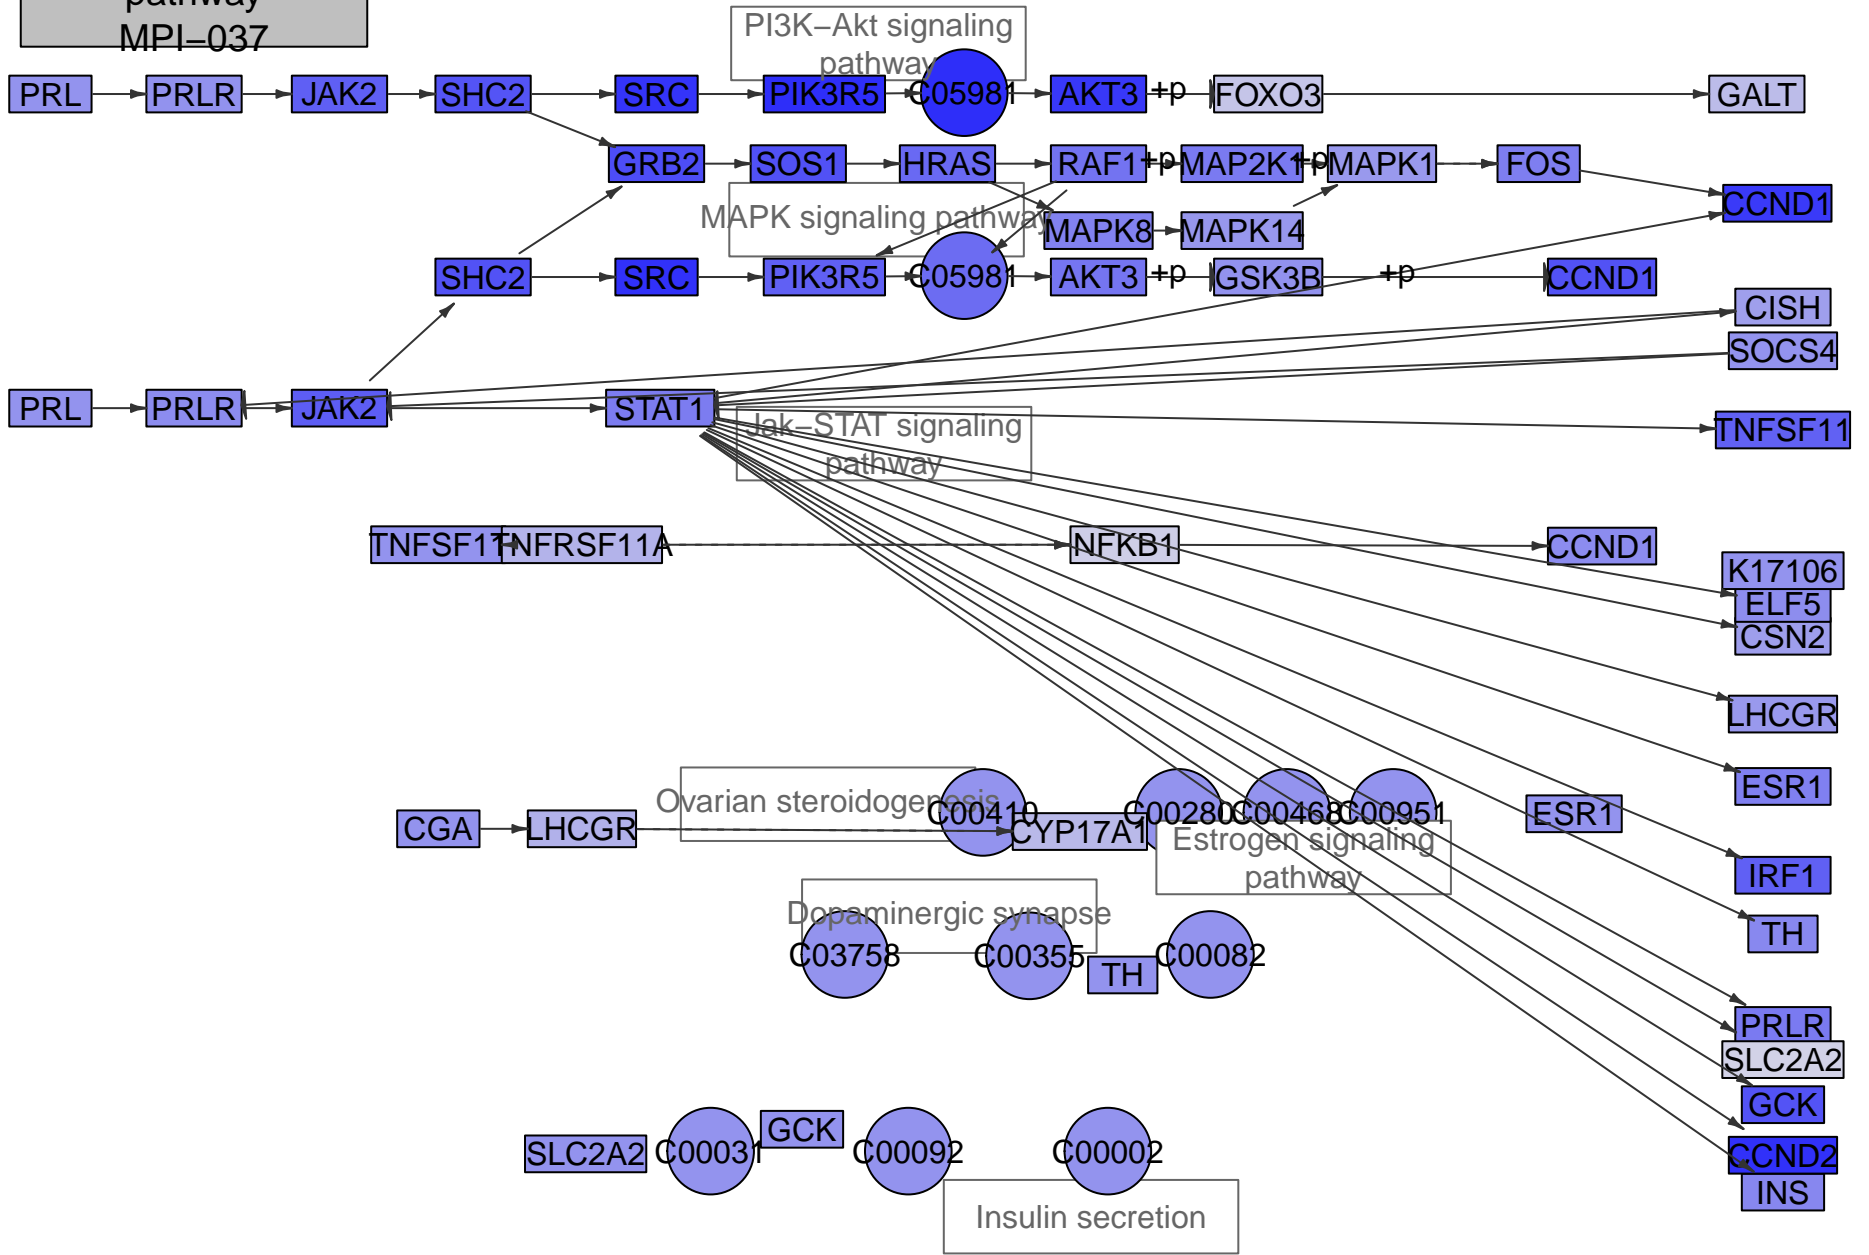 pathway
MPI−037
PI3K−Akt signaling
pathway
PRL
PRLR
JAK2
SHC2
SRC
PIK3R5
C05981
AKT3
+p
FOXO3
GALT
GRB2
SOS1
HRAS
RAF1
+p
MAP2K1
+p
MAPK1
FOS
CCND1
MAPK signaling pathway
MAPK8
MAPK14
SHC2
SRC
PIK3R5
C05981
AKT3
+p
GSK3B
+p
CCND1
CISH
SOCS4
PRL
PRLR
JAK2
STAT1
Jak−STAT signaling
pathway
TNFSF11
TNFSF11
TNFRSF11A
NFKB1
CCND1
K17106
ELF5
CSN2
LHCGR
ESR1
Ovarian steroidogenesis
C00410
C00280
C00468
C00951
ESR1
CGA
LHCGR
CYP17A1
Estrogen signaling
pathway
IRF1
Dopaminergic synapse
TH
C03758
C00355
TH
C00082
PRLR
SLC2A2
GCK
SLC2A2
C00031
GCK
C00092
C00002
CCND2
INS
Insulin secretion